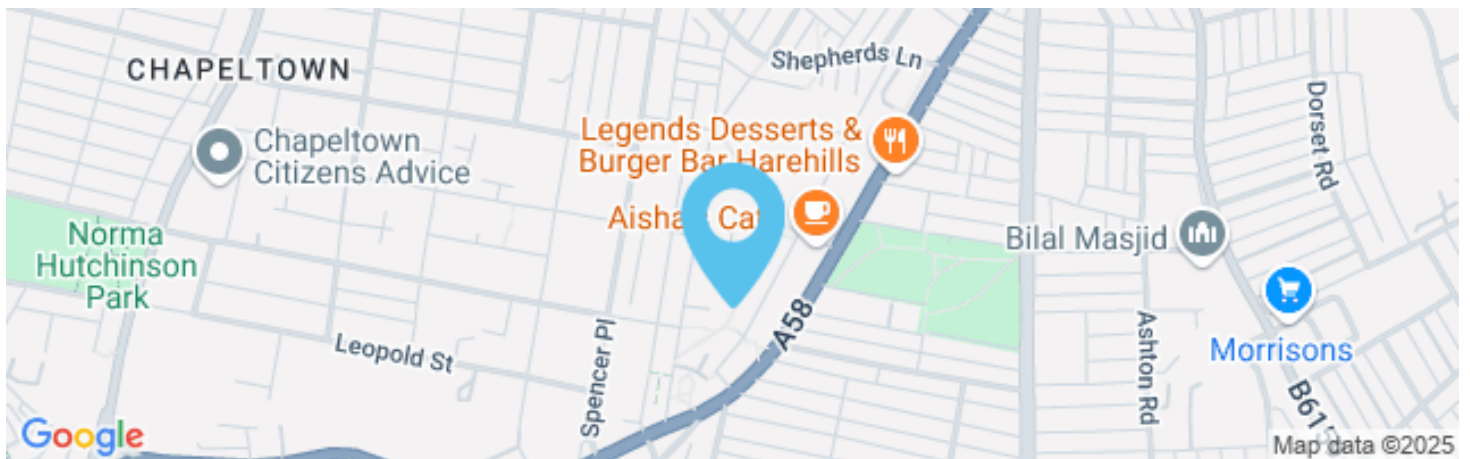 CHAPELTOWN
Shepherds Ln
Dorset Rd
Chapeltown
Citizens Advice
Legends Desserts &
Burger Bar Harehills
Norma
Hutchinson
Park
Bilal Masjid
A58
Leopold St
Spencer Pl
Ashton Rd
Morrisons
Google
Map data ©2025